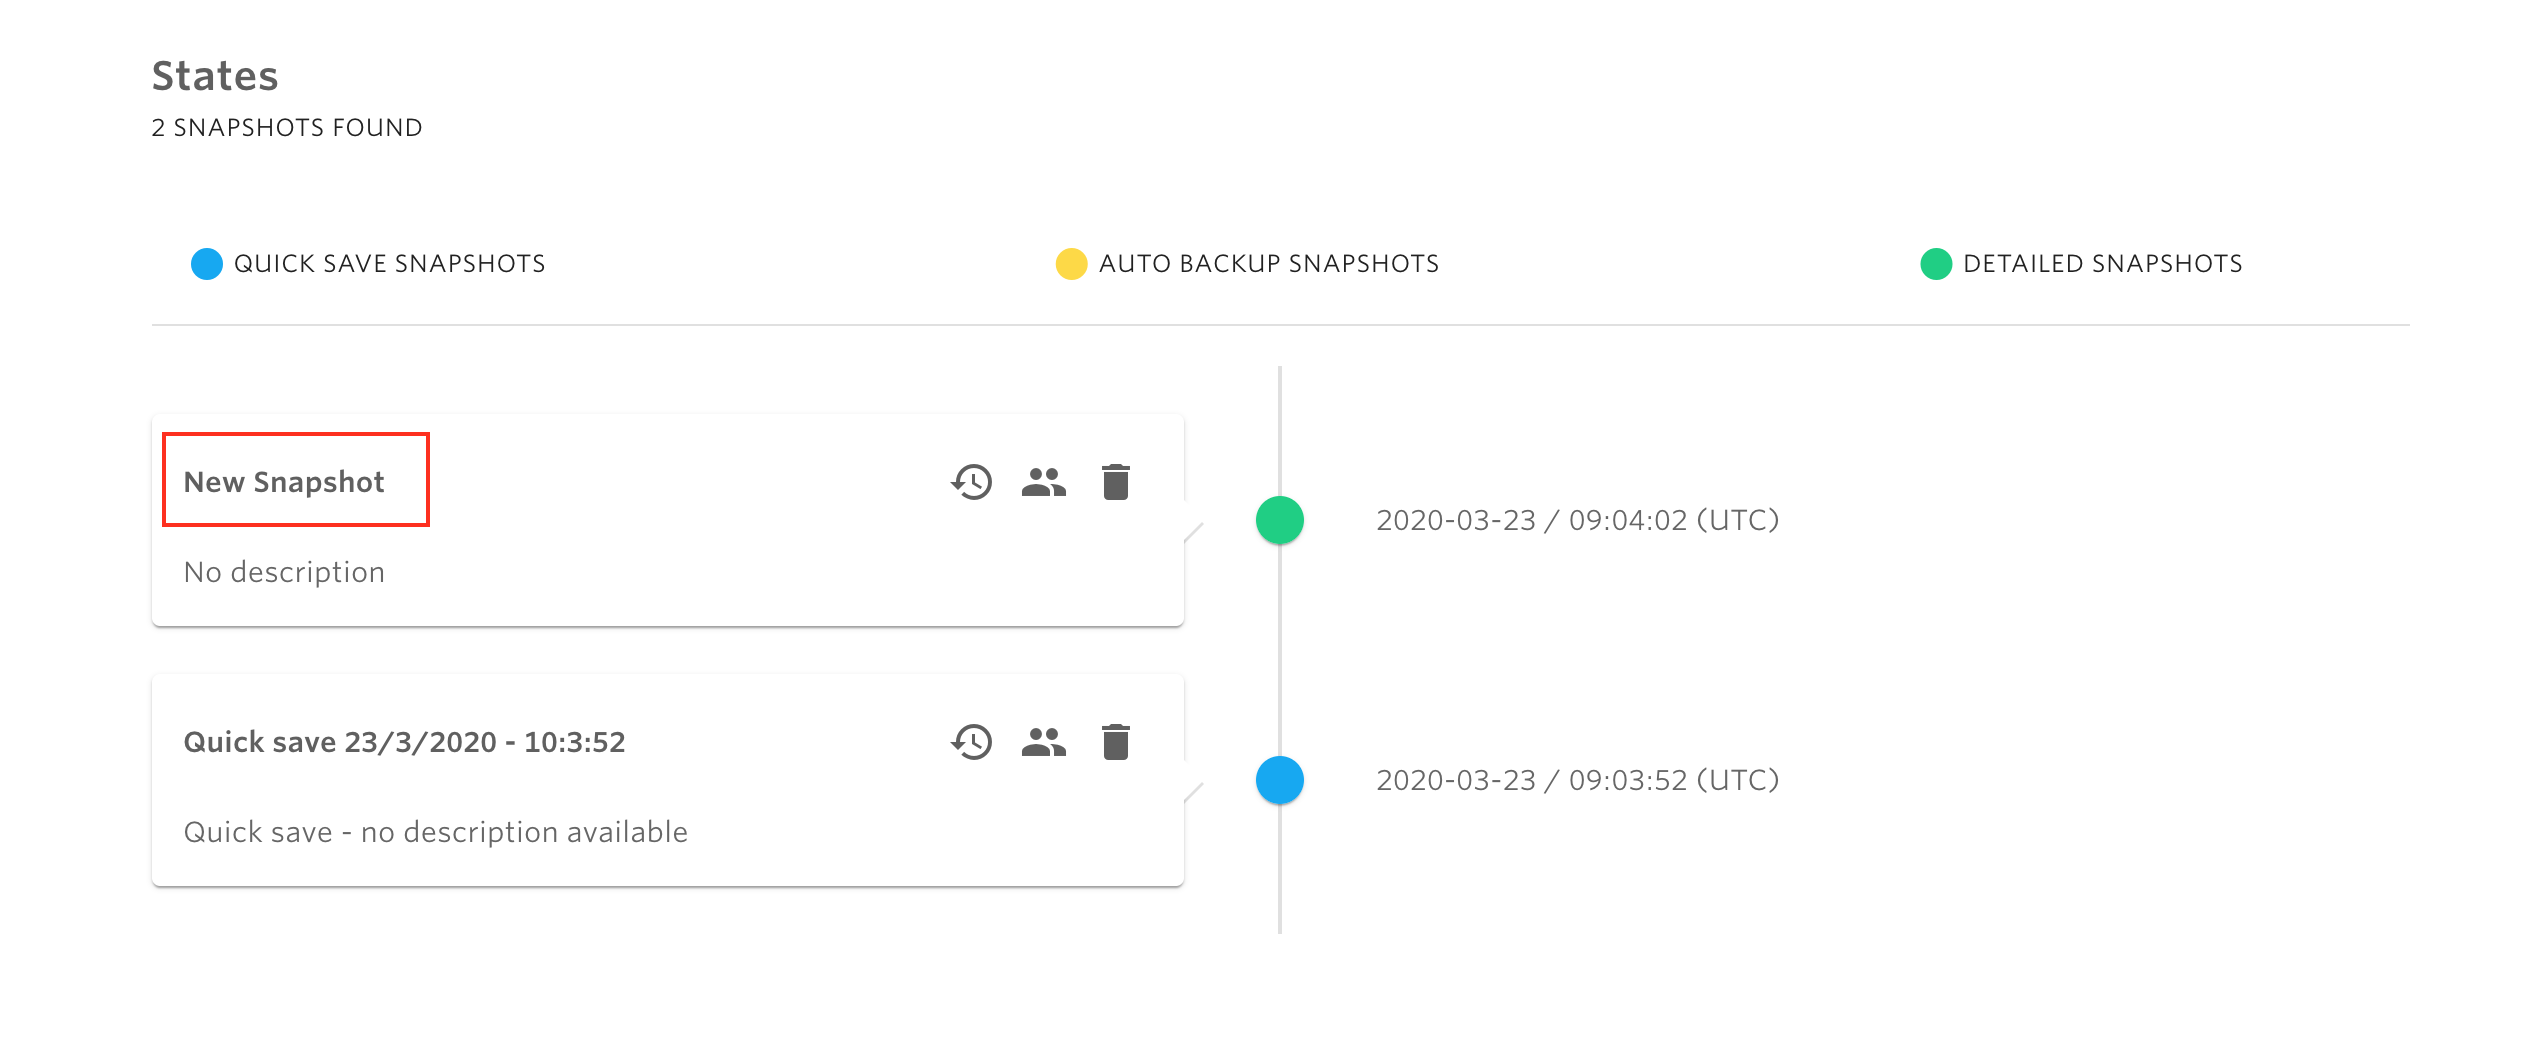 States
2 SNAPSHOTS FOUND
QUICK SAVE SNAPSHOTS
AUTO BACKUP SNAPSHOTS
DETAILED SNAPSHOTS
New Snapshot
No description
2020-03-23 / 09:04:02 (UTC)
Quick save 23/3/2020 - 10:3:52
Quick save - no description available
2020-03-23 / 09:03:52 (UTC)